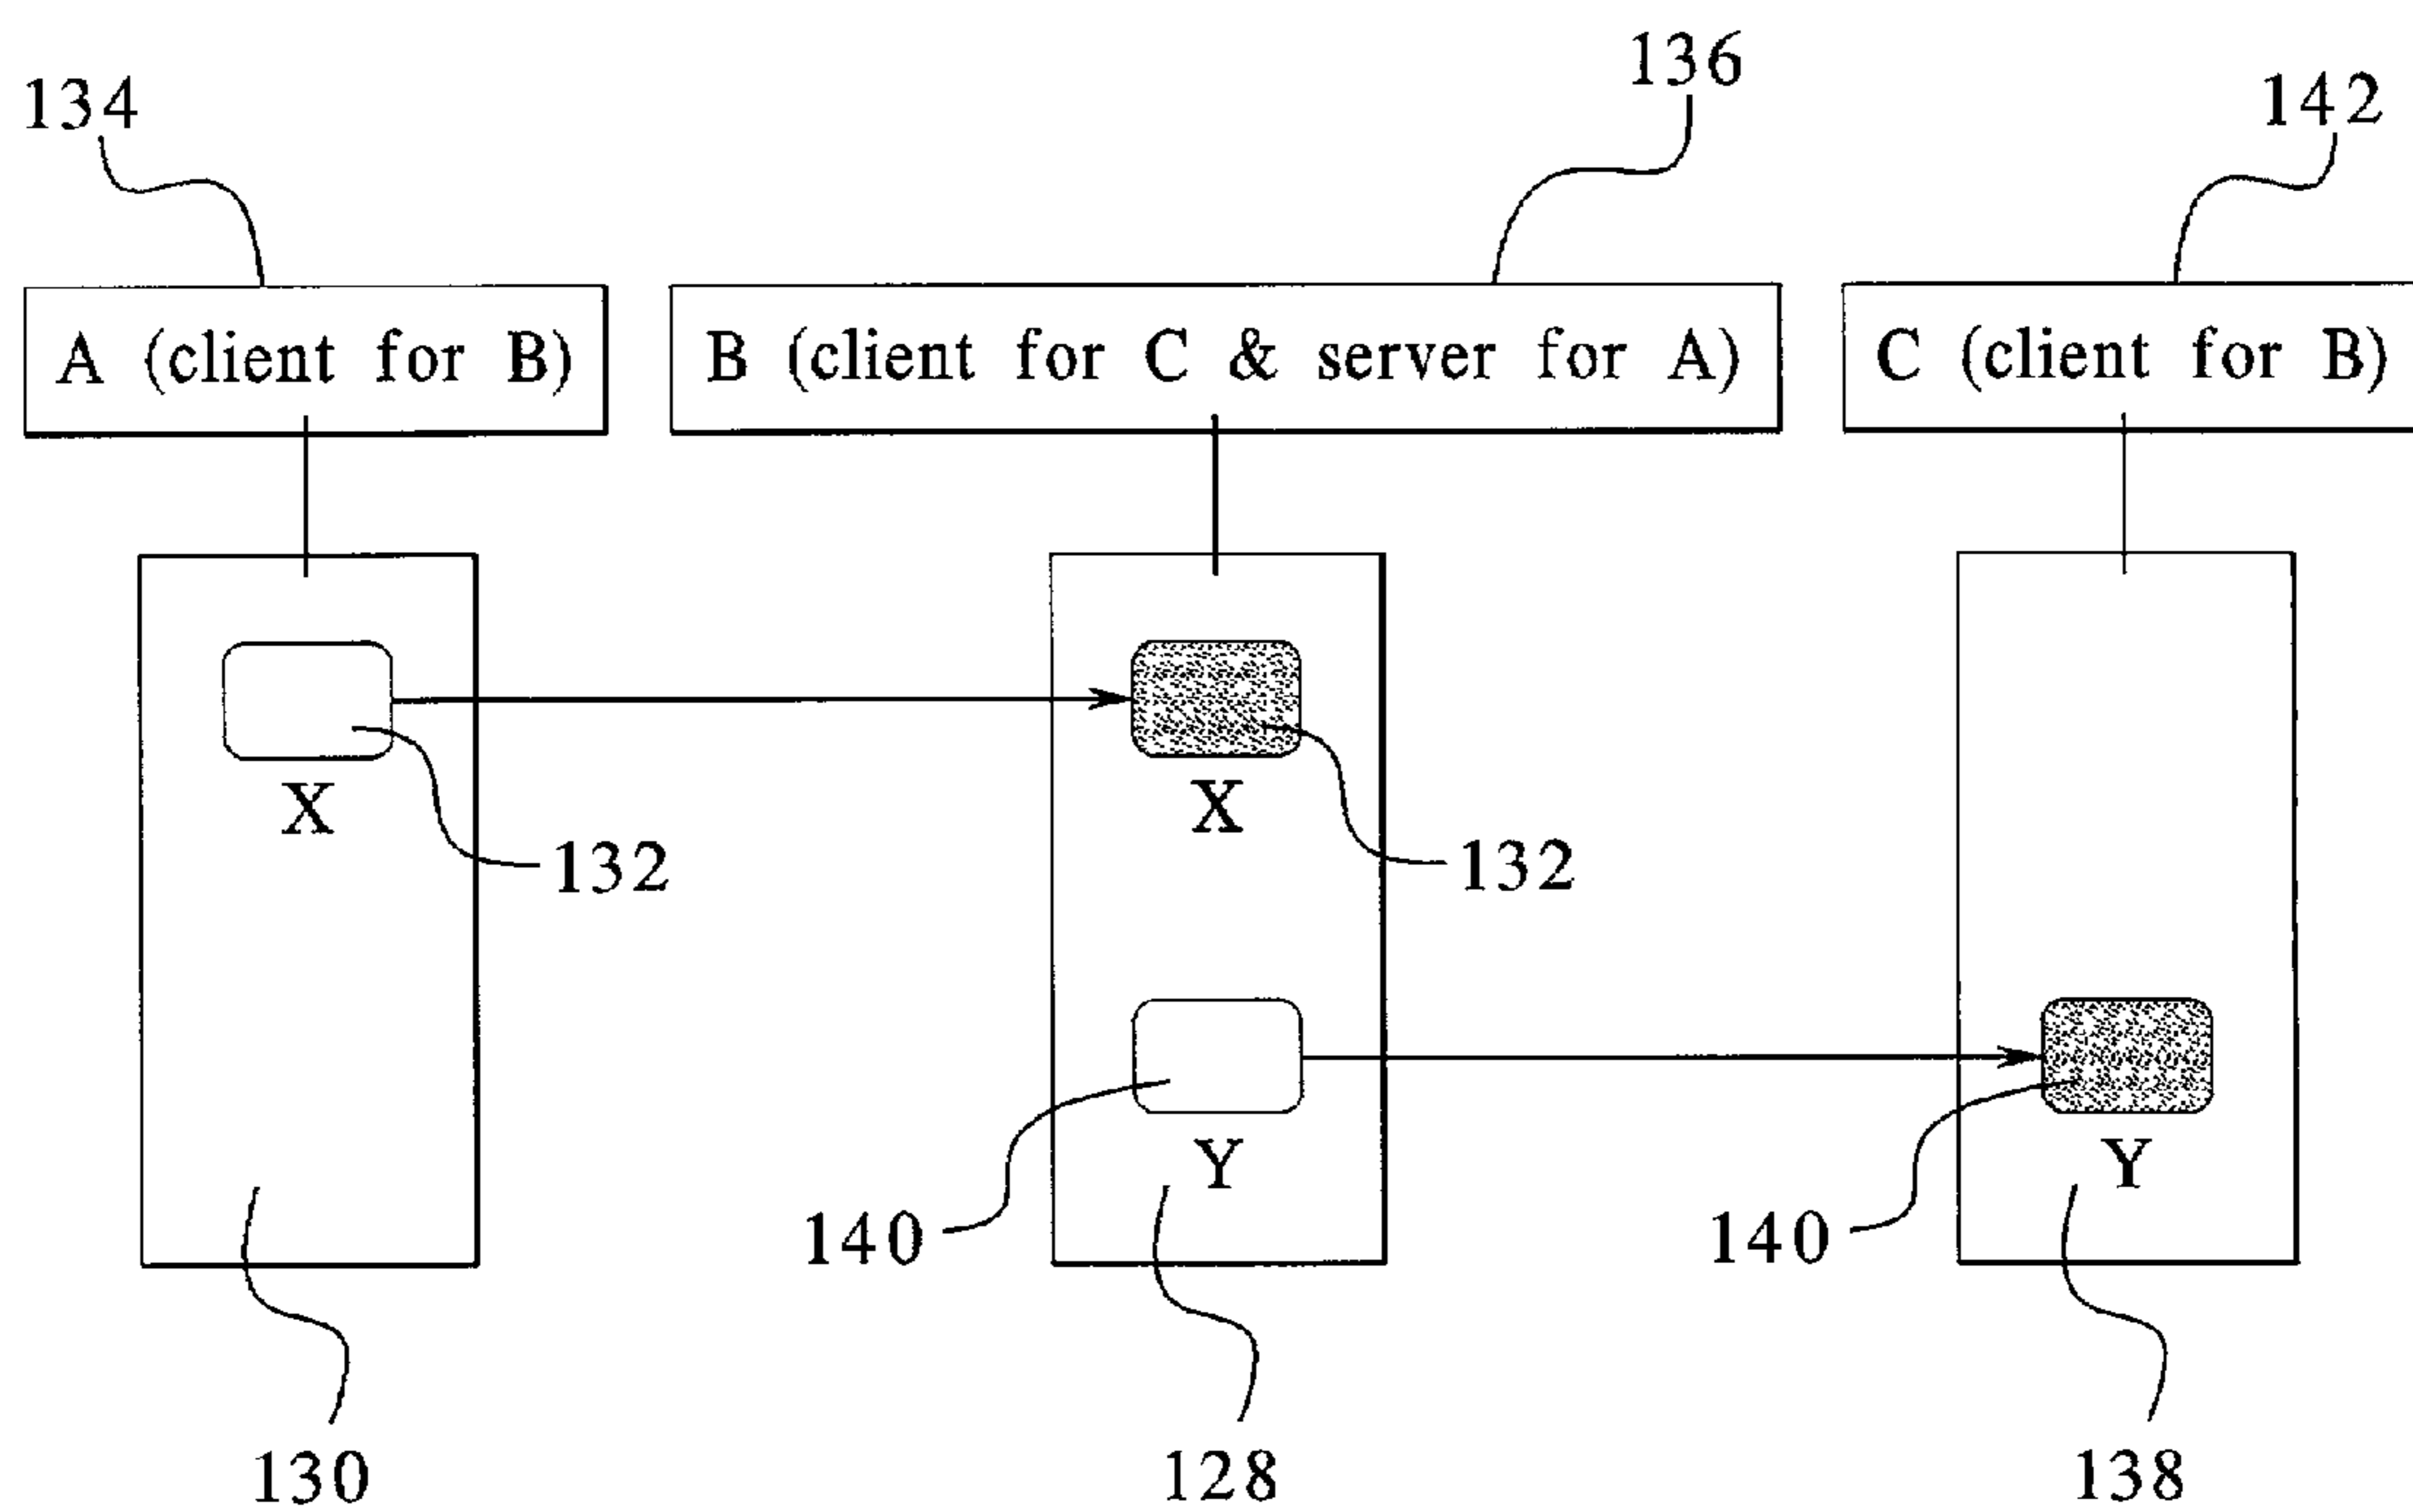 134
136
142
A (client for B)
B (client for C & server for A)
C (client for B)
X
X
132
132
Y
Y
140
140
130
128
138